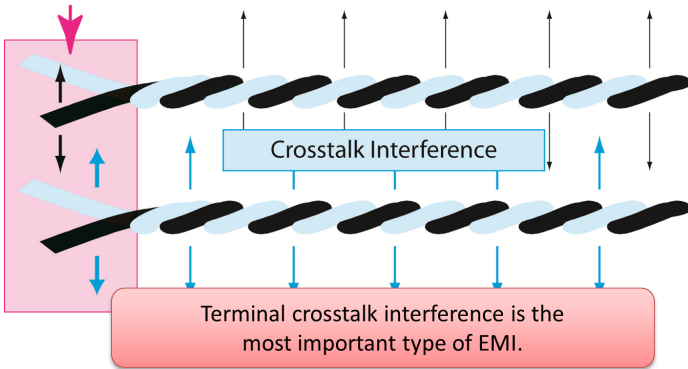 Crosstalk Interference
Terminal crosstalk interference is the
most important type of EMI.